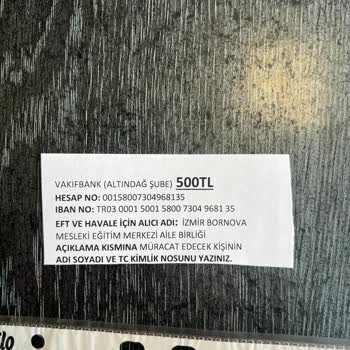 VAKIFBANK (ALTINDAĞ ŞUBE) 500TL
HESAP NO: 00158007304968135
IBAN NO: TR03 0001 5001 5800 7304 9681 35
EFT VE HAVALE İÇİN ALICI ADI: İZMİR BORNOVA
MESLEKİ EĞİTİM MERKEZİ AİLE BİRLİĞİ
AÇIKLAMA KISMINA MÜRACAT EDECEK KİŞİNİN
ADI SOYADI VE TC KİMLİK NOSUNU YAZINIZ.